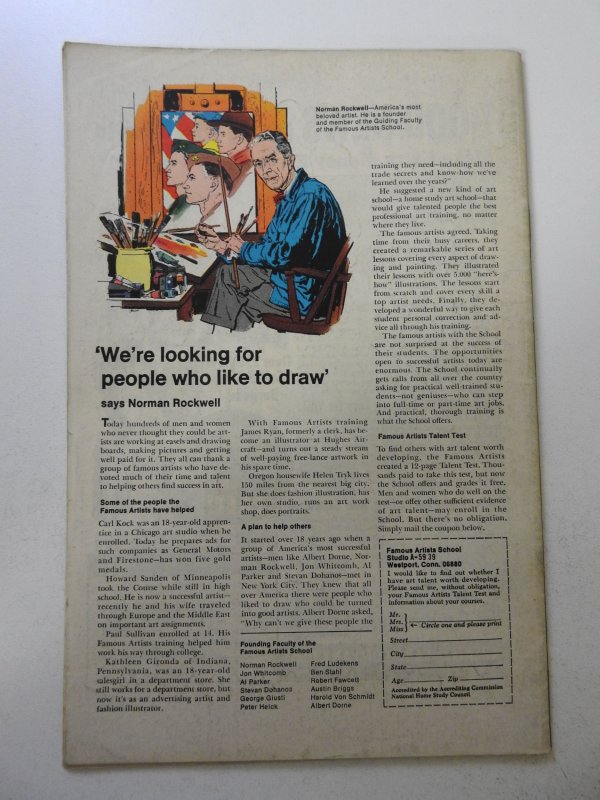 Norman Rockwell—America's most
beloved artist. He is a founder
and member of the Guiding Faculty
of the Famous Artists School.
'We're looking for
people who like to draw'
says Norman Rockwell
Today hundreds of men and women
who never thought they could be art-
ists are working at easels and drawing
boards, making pictures and getting
well paid for it. They all can thank a
group of famous artists who have de-
voted much of their time and talent
to helping others find success in art.
Some of the people the
Famous Artists have helped
Carl Kock was an 18-year-old appren-
tice in a Chicago art studio when he
enrolled. Today he prepares ads for
such companies as General Motors
and Firestone—has won five gold
medals.
Howard Sanden of Minneapolis
took the Course while still in high
school. He is now a successful artist—
recently he and his wife traveled
through Europe and the Middle East
on important art assignments.
Paul Sullivan enrolled at 14. His
Famous Artists training helped him
work his way through college.
Kathleen Gironda of Indiana,
Pennsylvania, was an 18-year-old
salesgirl in a department store. She
still works for a department store, but
now it's as an advertising artist and
fashion illustrator.
With Famous Artists training
James Ryan, formerly a clerk, has be-
come an illustrator at Hughes Air-
craft—and turns out a steady stream
of well-paying free-lance artwork in
his spare time.
Oregon housewife Helen Tryk lives
150 miles from the nearest big city.
But she does fashion illustration, has
her own studio, runs an art work
shop, does portraits.
A plan to help others
It started over 18 years ago when a
group of America's most successful
artists—men like Albert Dorne, Nor-
man Rockwell, Jon Whitcomb, Al
Parker and Stevan Dohanos—met in
New York City. They knew that all
over America there were people who
liked to draw who could be turned
into good artists. Albert Dorne asked,
"Why can't we give these people the
Founding Faculty of the
Famous Artists School
Norman Rockwell
Jon Whitcomb
Al Parker
Stevan Dohanos
George Giusti
Peter Helck
Fred Ludekens
Ben Stahl
Robert Fawcett
Austin Briggs
Harold Von Schmidt
Albert Dorne
training they need—including all the
trade secrets and know-how we've
learned over the years?"
He suggested a new kind of art
school—a home study art school—that
would give talented people the best
professional art training, no matter
where they live.
The famous artists agreed. Taking
time from their busy careers, they
created a remarkable series of art
lessons covering every aspect of draw-
ing and painting. They illustrated
their lessons with over 5,000 "here's-
how" illustrations. The lessons start
from scratch and cover every skill a
top artist needs. Finally, they de-
veloped a wonderful way to give each
student personal correction and ad-
vice all through his training.
The famous artists with the School
are not surprised at the success of
their students. The opportunities
open to successful artists today are
enormous. The School continually
gets calls from all over the country
asking for practical well-trained stu-
dents—not geniuses—who can step
into full-time or part-time art jobs.
And practical, thorough training is
what the School offers.
Famous Artists Talent Test
To find others with art talent worth
developing, the Famous Artists
created a 12-page Talent Test. Thou-
sands paid to take this test, but now
the School offers and grades it free.
Men and women who do well on the
test—or offer other sufficient evidence
of art talent—may enroll in the
School. But there's no obligation.
Simply mail the coupon below.
Famous Artists School
Studio A-59 39
Westport, Conn. 06880
I would like to find out whether I
have art talent worth developing.
Please send me, without obligation,
your Famous Artists Talent Test and
information about your courses.
Mr.
Mrs.
Miss
← Circle one and please print
Street
City
State
Age Zip
Accredited by the Accrediting Commission
National Home Study Council